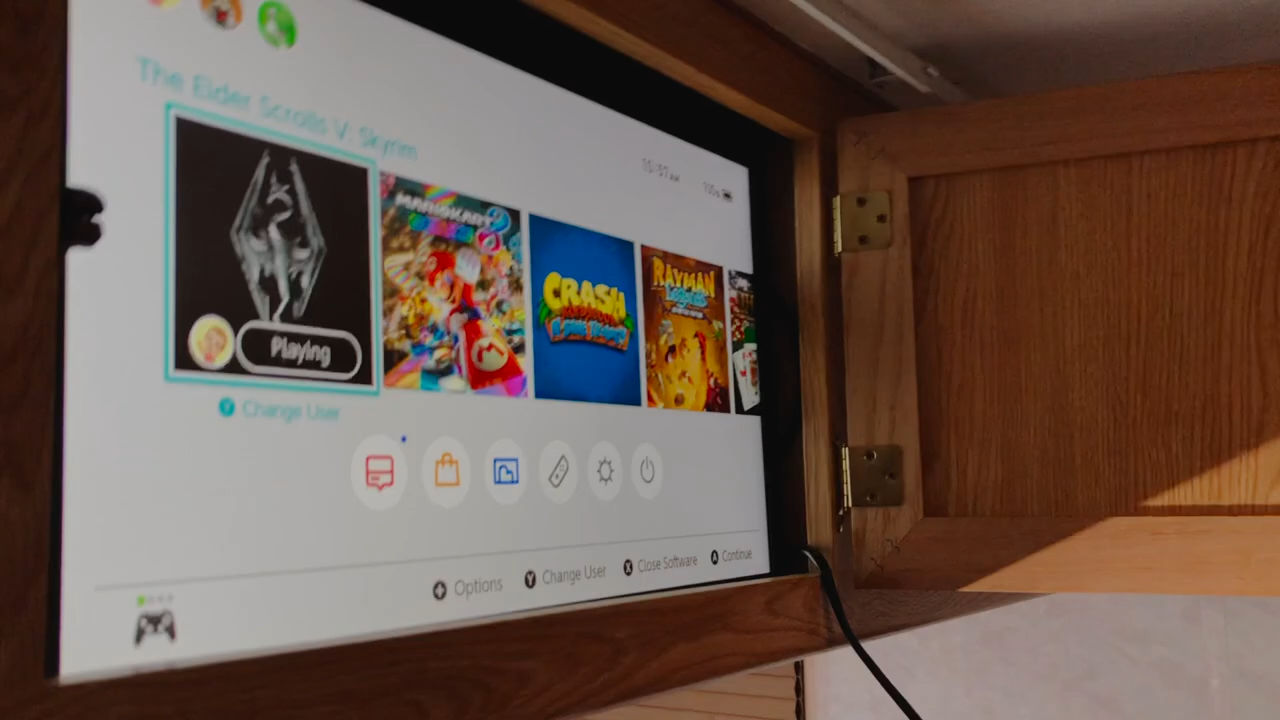 The Elder Scrolls V: Skyrim
MARIOKART 8
CRASH
RAYMAN
Playing
Change User
Options
Change User
Close Software
Continue